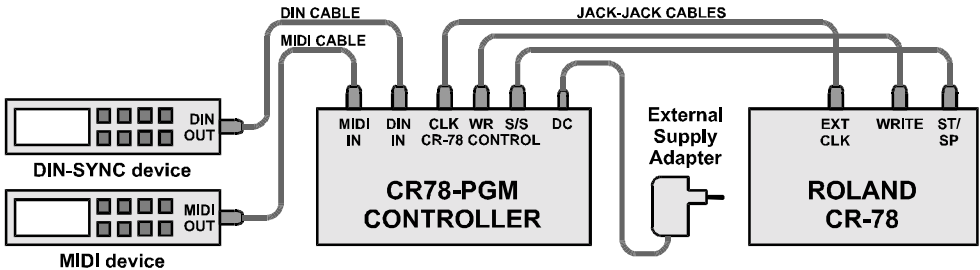 DIN CABLE
MIDI CABLE
JACK-JACK CABLES
DIN
OUT
DIN-SYNC device
MIDI
OUT
MIDI device
MIDI
IN
DIN
IN
CLK WR S/S
CR-78 CONTROL
DC
CR78-PGM
CONTROLLER
External
Supply
Adapter
EXT
CLK
WRITE
ST/
SP
ROLAND
CR-78